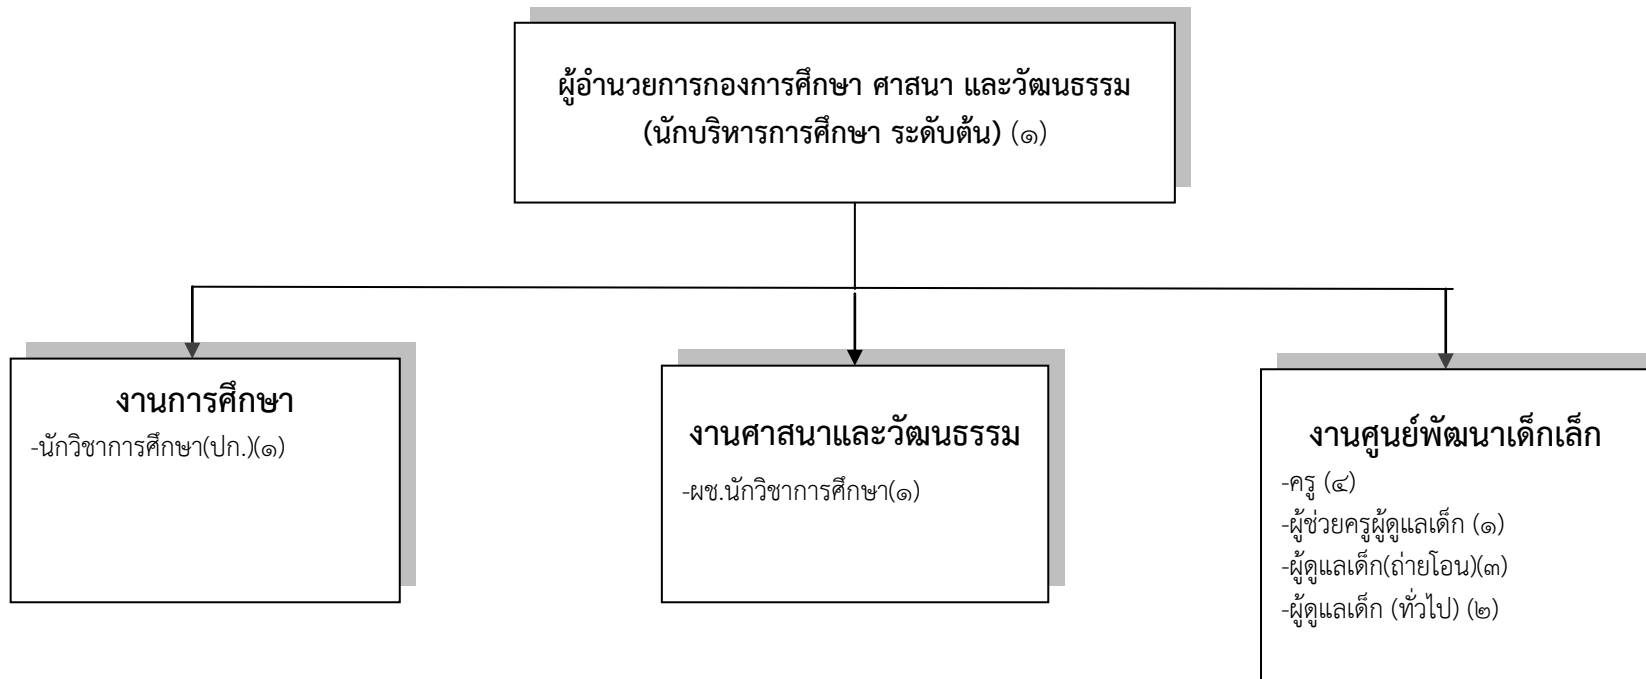 ผู้อำนวยการกองการศึกษา ศาสนา และวัฒนธรรม
(นักบริหารการศึกษา ระดับต้น) (๑)
งานการศึกษา
-นักวิชาการศึกษา(ปก.)(๑)
งานศาสนาและวัฒนธรรม
-ผช.นักวิชาการศึกษา(๑)
งานศูนย์พัฒนาเด็กเล็ก
-ครู (๔)
-ผู้ช่วยครูผู้ดูแลเด็ก (๑)
-ผู้ดูแลเด็ก(ถ่ายโอน)(๓)
-ผู้ดูแลเด็ก (ทั่วไป) (๒)